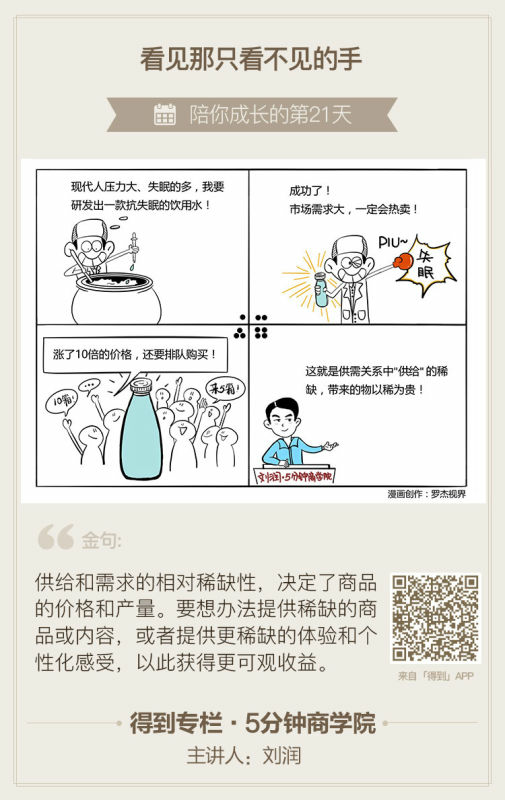 看见那只看不见的手
陪你成长的第21天
现代人压力大、失眠的多，我要
研发出一款抗失眠的饮用水！
成功了！
市场需求大，一定会热卖！
PIU~
失
眠
涨了10倍的价格，还要排队购买！
10瓶！
来5瓶！
这就是供需关系中“供给”的稀
缺，带来的物以稀为贵！
刘润·5分钟商学院
漫画创作：罗杰视界
金句:
供给和需求的相对稀缺性，决定了商品
的价格和产量。要想办法提供稀缺的商
品或内容，或者提供更稀缺的体验和个
性化感受，以此获得更可观收益。
来自「得到」APP
得到专栏·5分钟商学院
主讲人：刘润